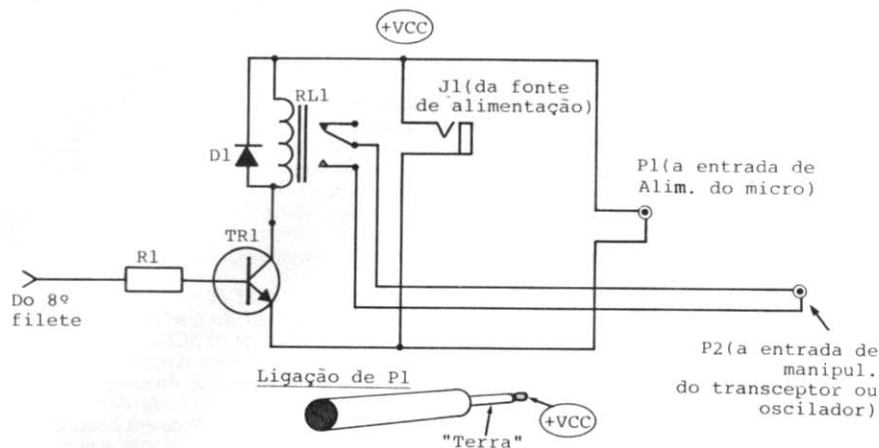 +VCC
J1(da fonte
de alimentação)
RL1
D1
P1(a entrada de
Alim. do micro)
TR1
R1
Do 8º
filete
P2(a entrada de
manipul.
do transceptor ou
oscilador)
Ligação de P1
+VCC
"Terra"